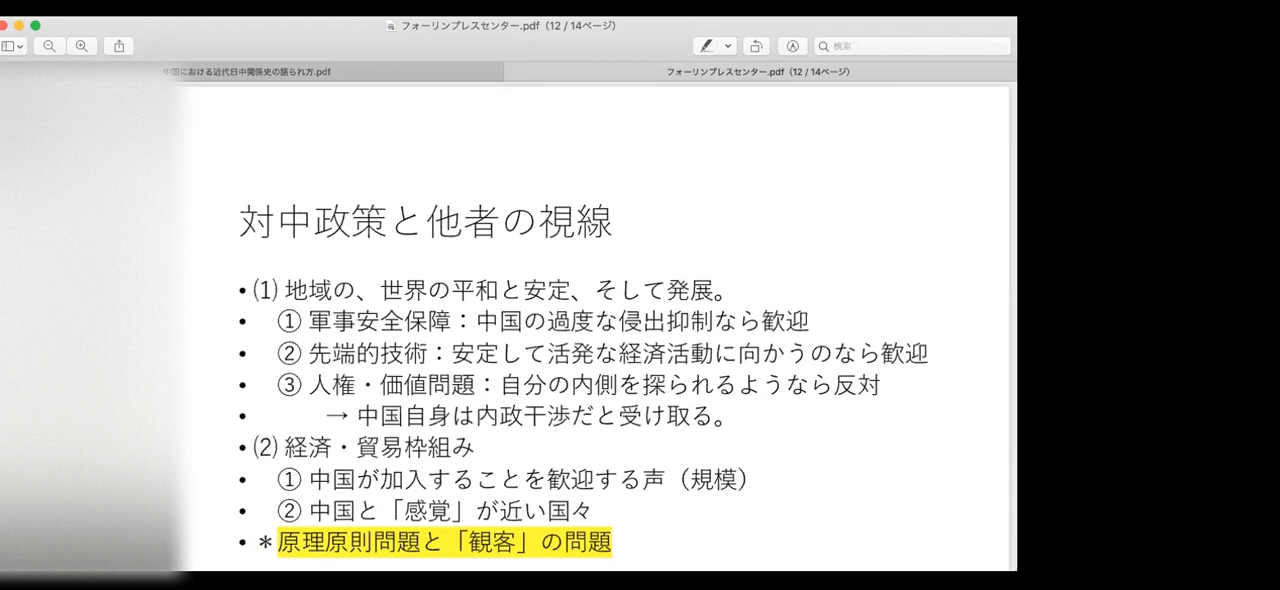 フォーリンプレスセンター.pdf（12 / 14ページ）
検索
中国における近代日中関係史の語られ方.pdf
フォーリンプレスセンター.pdf（12 / 14ページ）
対中政策と他者の視線
• (1) 地域の、世界の平和と安定、そして発展。
• ① 軍事安全保障：中国の過度な侵出抑制なら歓迎
• ② 先端的技術：安定して活発な経済活動に向かうのなら歓迎
• ③ 人権・価値問題：自分の内側を探られるようなら反対
• → 中国自身は内政干渉だと受け取る。
• (2) 経済・貿易枠組み
• ① 中国が加入することを歓迎する声（規模）
• ② 中国と「感覚」が近い国々
• ＊原理原則問題と「観客」の問題